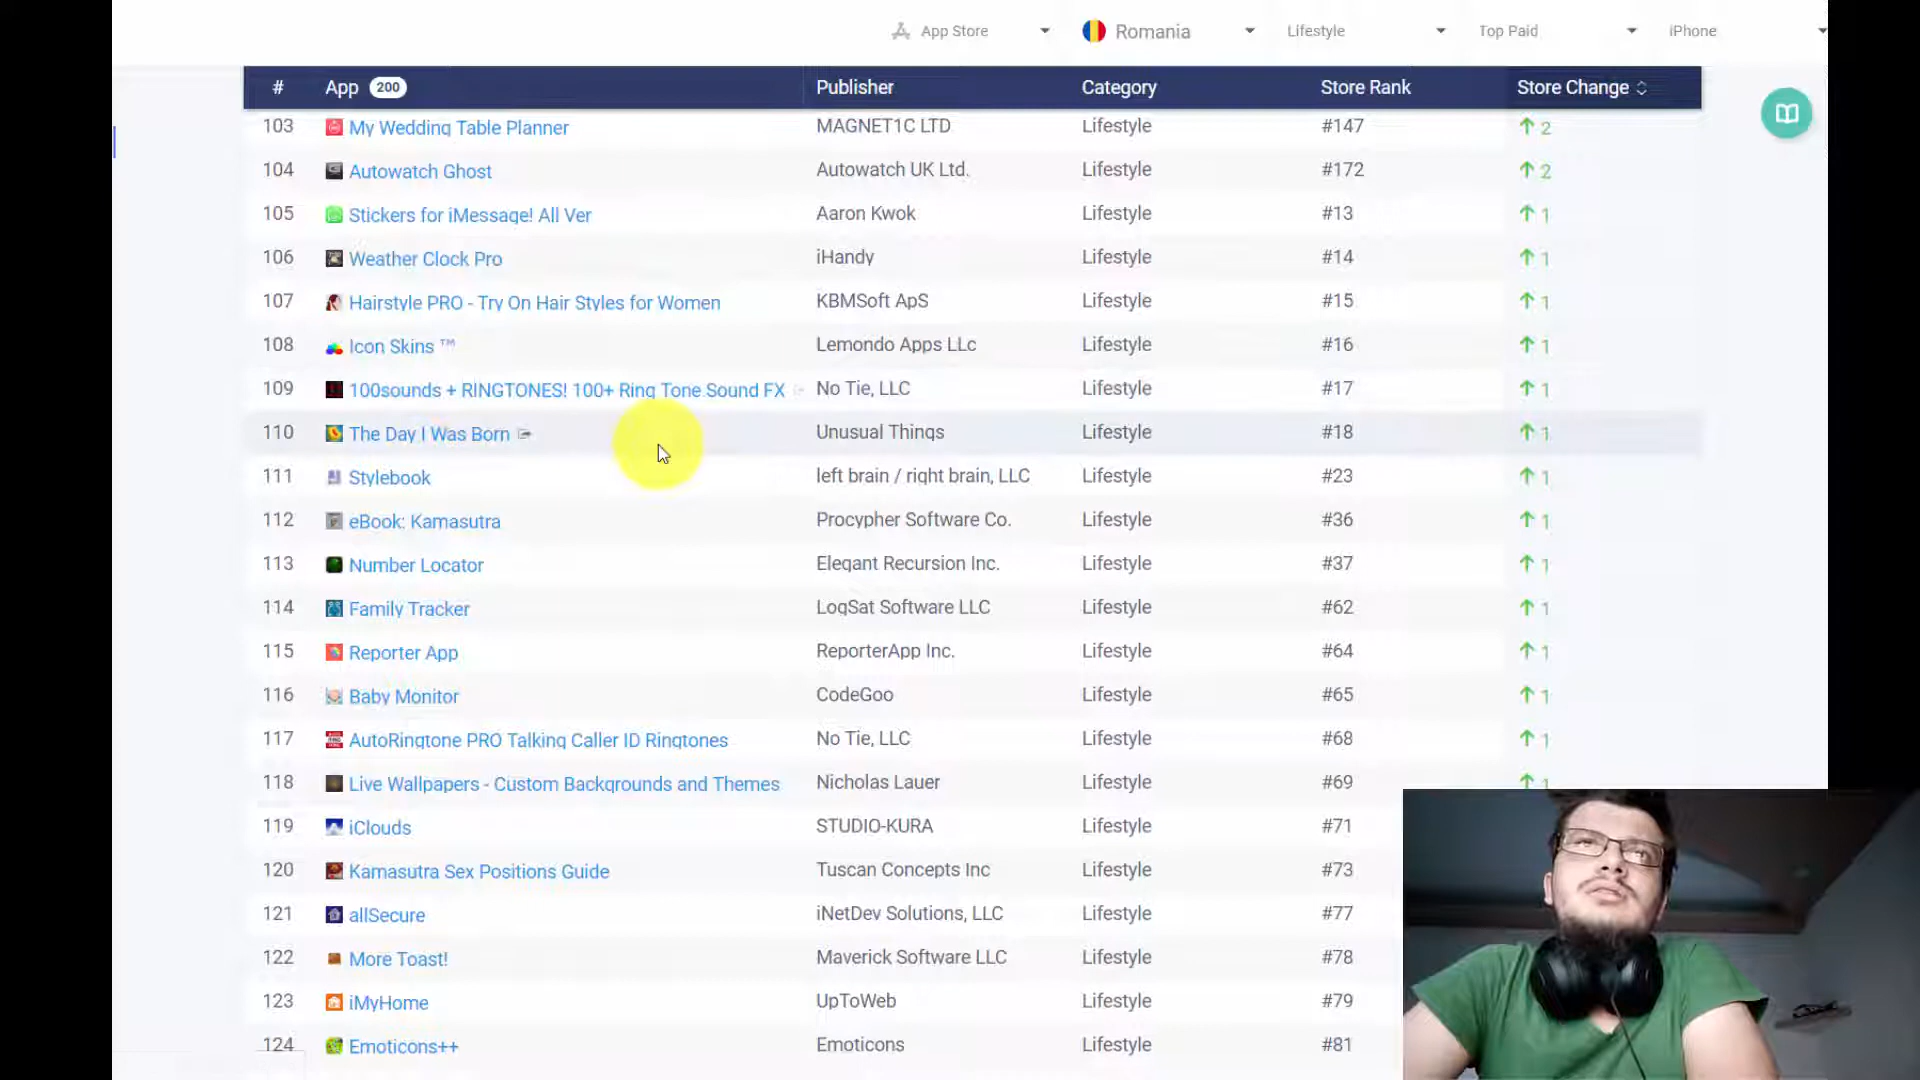 App Store Romania Lifestyle Top Paid iPhone
# App 200 Publisher Category Store Rank Store Change
103 My Wedding Table Planner MAGNET1C LTD Lifestyle #147 2
104 Autowatch Ghost Autowatch UK Ltd. Lifestyle #172 2
105 Stickers for iMessage! All Ver Aaron Kwok Lifestyle #13 1
106 Weather Clock Pro iHandy Lifestyle #14 1
107 Hairstyle PRO - Try On Hair Styles for Women KBMSoft ApS Lifestyle #15 1
108 Icon Skins ™ Lemondo Apps LLc Lifestyle #16 1
109 100sounds + RINGTONES! 100+ Ring Tone Sound FX No Tie, LLC Lifestyle #17 1
110 The Day I Was Born Unusual Things Lifestyle #18 1
111 Stylebook left brain / right brain, LLC Lifestyle #23 1
112 eBook: Kamasutra Procypher Software Co. Lifestyle #36 1
113 Number Locator Elegant Recursion Inc. Lifestyle #37 1
114 Family Tracker LogSat Software LLC Lifestyle #62 1
115 Reporter App ReporterApp Inc. Lifestyle #64 1
116 Baby Monitor CodeGoo Lifestyle #65 1
117 AutoRingtone PRO Talking Caller ID Ringtones No Tie, LLC Lifestyle #68 1
118 Live Wallpapers - Custom Backgrounds and Themes Nicholas Lauer Lifestyle #69 1
119 iClouds STUDIO-KURA Lifestyle #71
120 Kamasutra Sex Positions Guide Tuscan Concepts Inc Lifestyle #73
121 allSecure iNetDev Solutions, LLC Lifestyle #77
122 More Toast! Maverick Software LLC Lifestyle #78
123 iMyHome UpToWeb Lifestyle #79
124 Emoticons++ Emoticons Lifestyle #81